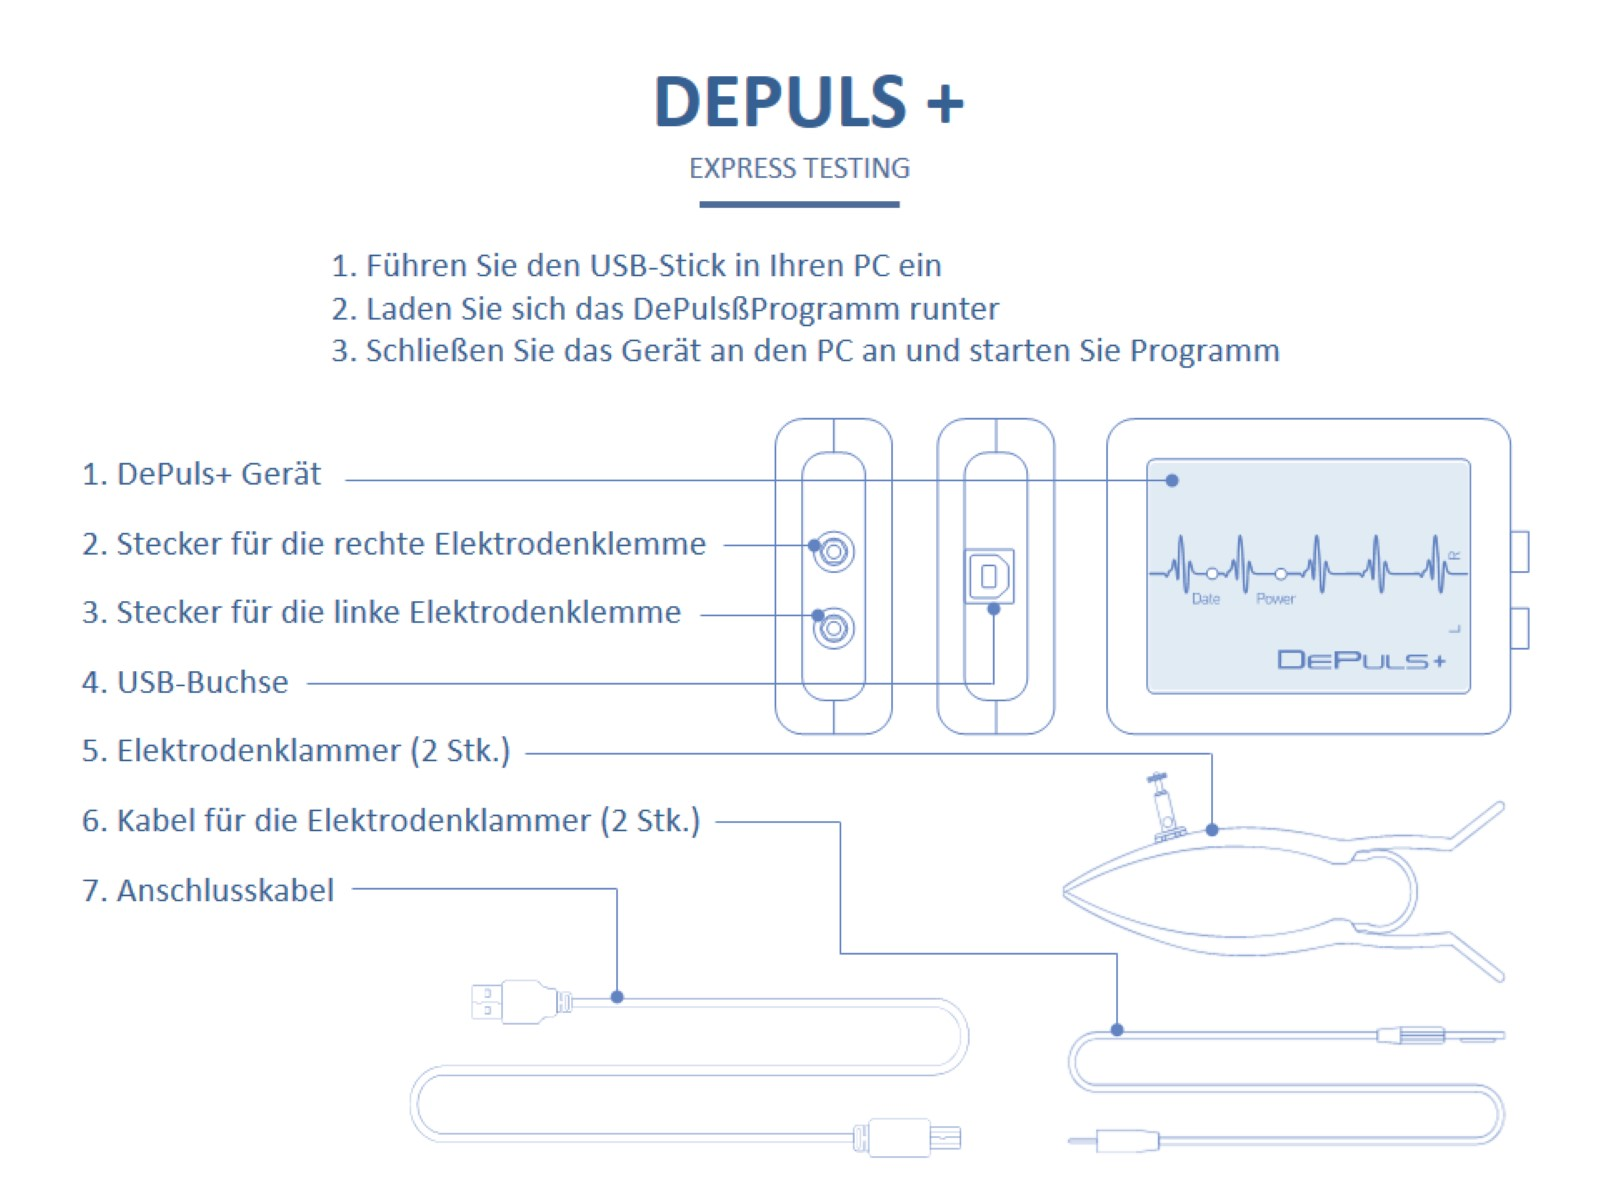 DEPULS +
EXPRESS TESTING
1. Führen Sie den USB-Stick in Ihren PC ein
2. Laden Sie sich das DePulsßProgramm runter
3. Schließen Sie das Gerät an den PC an und starten Sie Programm
1. DePuls+ Gerät
2. Stecker für die rechte Elektrodenklemme
3. Stecker für die linke Elektrodenklemme
4. USB-Buchse
5. Elektrodenklammer (2 Stk.)
6. Kabel für die Elektrodenklammer (2 Stk.)
7. Anschlusskabel
R
Date Power
L
DEPULS+